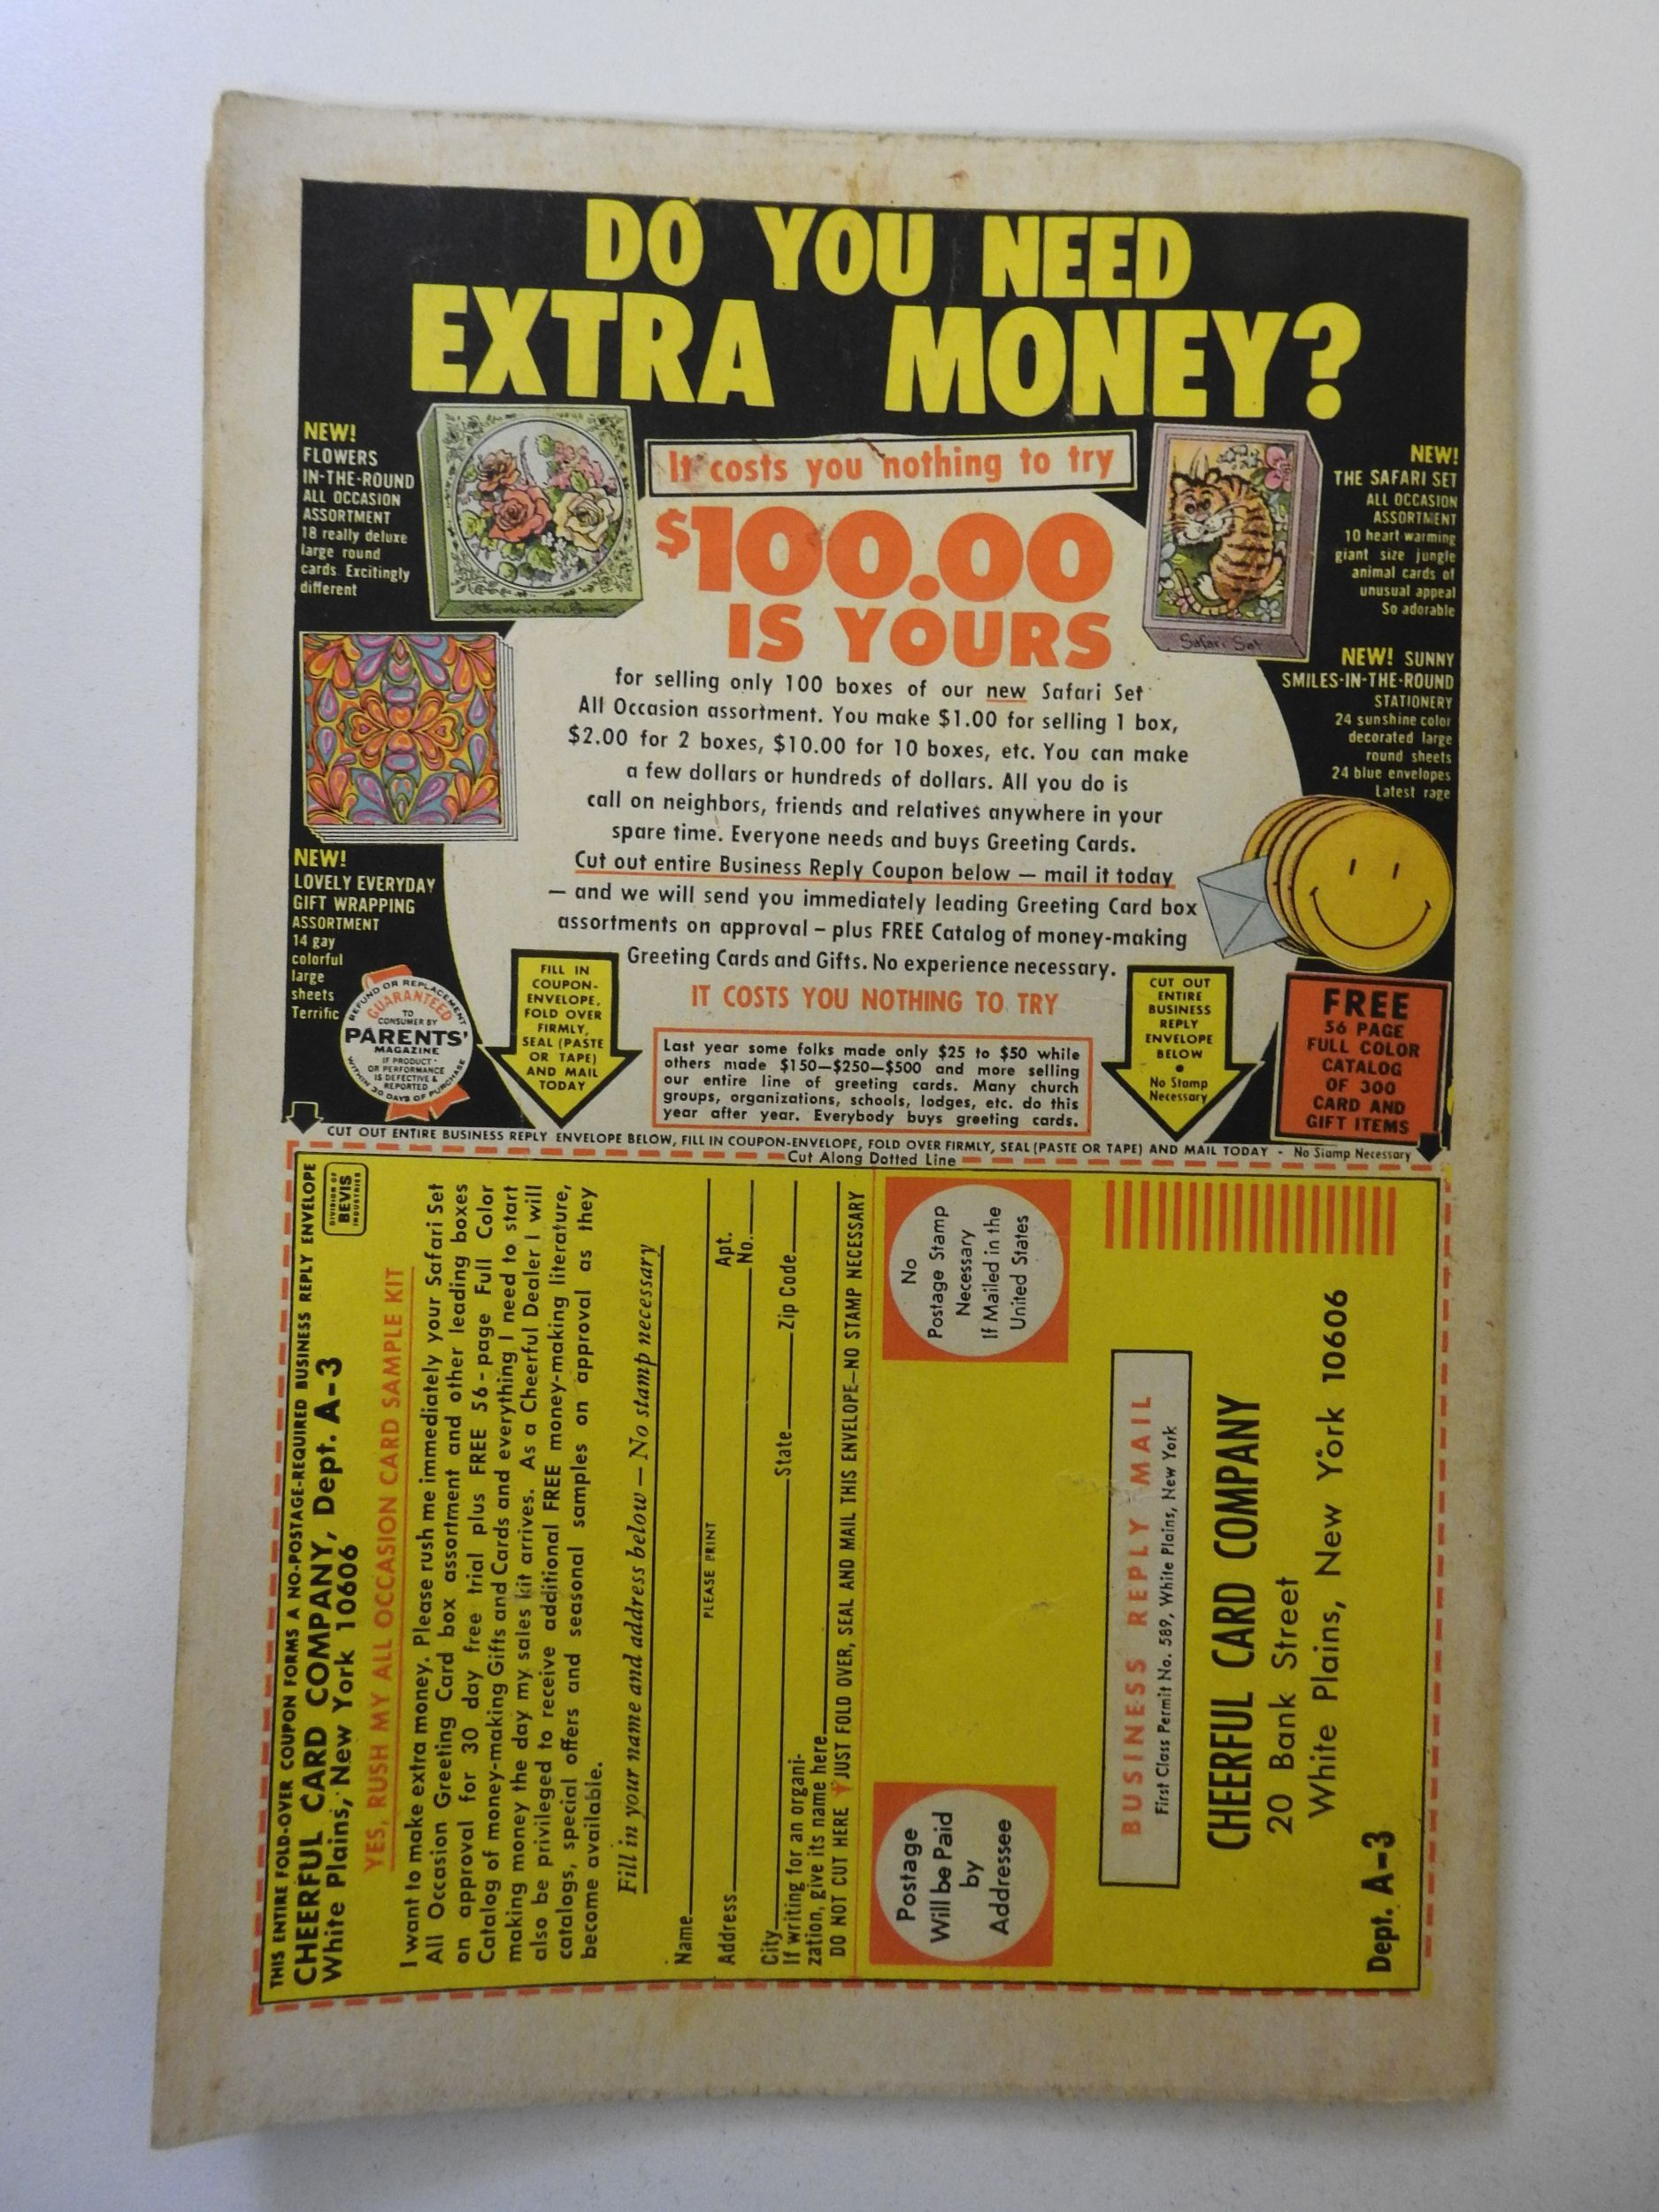 DO YOU NEED
EXTRA MONEY?
NEW!
FLOWERS
IN-THE-ROUND
ALL OCCASION
ASSORTMENT
18 really deluxe
large round
cards. Excitingly
different
Flowers-in-the-Round
It costs you nothing to try
$100.00
IS YOURS
Safari Set
NEW!
THE SAFARI SET
ALL OCCASION
ASSORTMENT
10 heart warming
giant size jungle
animal cards of
unusual appeal
So adorable
NEW! SUNNY
SMILES-IN-THE-ROUND
STATIONERY
24 sunshine color
decorated large
round sheets
24 blue envelopes
Latest rage
for selling only 100 boxes of our new Safari Set
All Occasion assortment. You make $1.00 for selling 1 box,
$2.00 for 2 boxes, $10.00 for 10 boxes, etc. You can make
a few dollars or hundreds of dollars. All you do is
call on neighbors, friends and relatives anywhere in your
spare time. Everyone needs and buys Greeting Cards.
Cut out entire Business Reply Coupon below — mail it today
— and we will send you immediately leading Greeting Card box
assortments on approval – plus FREE Catalog of money-making
Greeting Cards and Gifts. No experience necessary.
IT COSTS YOU NOTHING TO TRY
NEW!
LOVELY EVERYDAY
GIFT WRAPPING
ASSORTMENT
14 gay
colorful
large
sheets
Terrific
REFUND OR REPLACEMENT
GUARANTEED
TO
CONSUMER BY
PARENTS'
MAGAZINE
IF PRODUCT
OR PERFORMANCE
IS DEFECTIVE &
REPORTED
WITHIN 30 DAYS OF PURCHASE
FILL IN
COUPON-
ENVELOPE,
FOLD OVER
FIRMLY,
SEAL (PASTE
OR TAPE)
AND MAIL
TODAY
Last year some folks made only $25 to $50 while
others made $150—$250—$500 and more selling
our entire line of greeting cards. Many church
groups, organizations, schools, lodges, etc. do this
year after year. Everybody buys greeting cards.
CUT OUT
ENTIRE
BUSINESS
REPLY
ENVELOPE
BELOW
•
No Stamp
Necessary
FREE
56 PAGE
FULL COLOR
CATALOG
OF 300
CARD AND
GIFT ITEMS
CUT OUT ENTIRE BUSINESS REPLY ENVELOPE BELOW, FILL IN COUPON-ENVELOPE, FOLD OVER FIRMLY, SEAL (PASTE OR TAPE) AND MAIL TODAY - No Stamp Necessary
Cut Along Dotted Line
THIS ENTIRE FOLD-OVER COUPON FORMS A NO-POSTAGE-REQUIRED BUSINESS REPLY ENVELOPE
CHEERFUL CARD COMPANY, Dept. A-3
White Plains, New York 10606
DIVISION OF
BEVIS
INDUSTRIES
YES, RUSH MY ALL OCCASION CARD SAMPLE KIT
I want to make extra money. Please rush me immediately your Safari Set
All Occasion Greeting Card box assortment and other leading boxes
on approval for 30 day free trial plus FREE 56-page Full Color
Catalog of money-making Gifts and Cards and everything I need to start
making money the day my sales kit arrives. As a Cheerful Dealer I will
also be privileged to receive additional FREE money-making literature,
catalogs, special offers and seasonal samples on approval as they
become available.
Fill in your name and address below — No stamp necessary
Name
PLEASE PRINT
Address Apt. No.
City State Zip Code
If writing for an organi-
zation, give its name here
DO NOT CUT HERE JUST FOLD OVER, SEAL AND MAIL THIS ENVELOPE—NO STAMP NECESSARY
Postage
Will be Paid
by
Addressee
No
Postage Stamp
Necessary
If Mailed in the
United States
BUSINESS REPLY MAIL
First Class Permit No. 589, White Plains, New York
CHEERFUL CARD COMPANY
20 Bank Street
White Plains, New York 10606
Dept. A-3